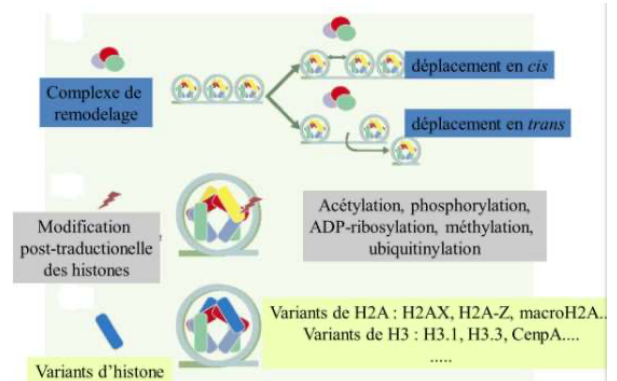 Complexe de
remodelage
déplacement en cis
déplacement en trans
Modification
post-traductionelle
des histones
Acétylation, phosphorylation,
ADP-ribosylation, méthylation,
ubiquitinylation
Variants d'histone
Variants de H2A : H2AX, H2A-Z, macroH2A..
Variants de H3 : H3.1, H3.3, CenpA....
.....